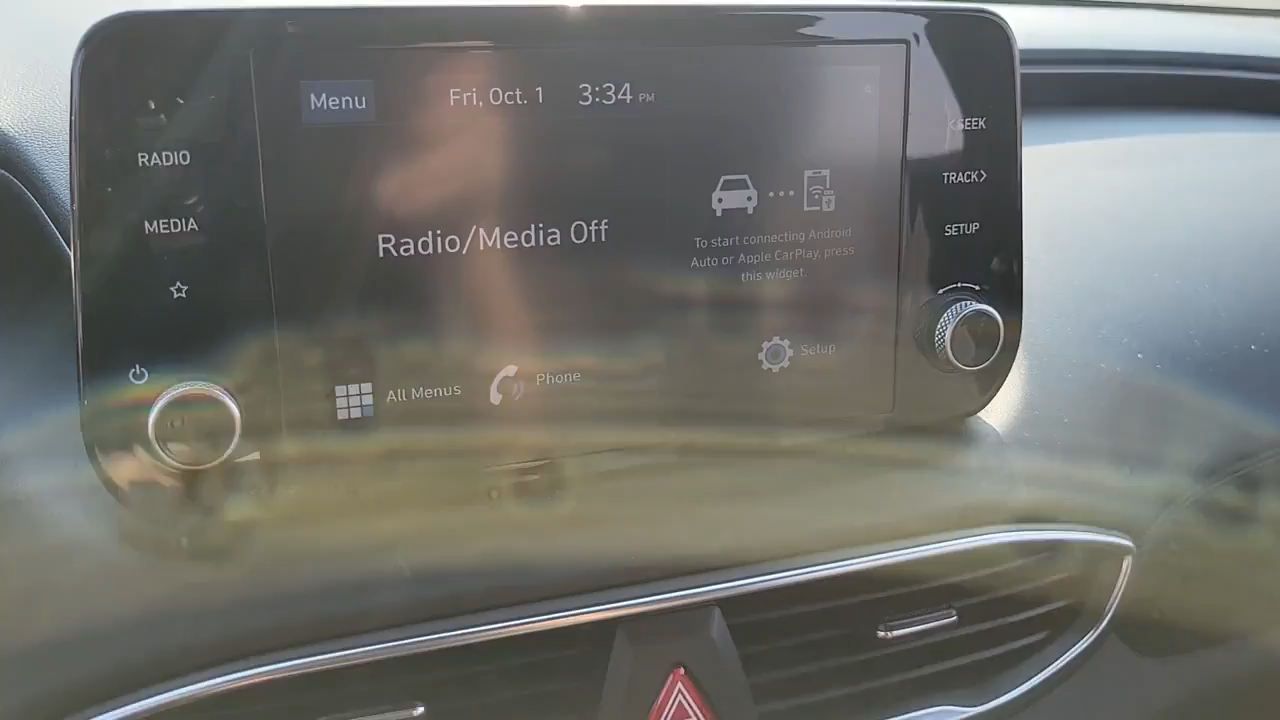 Menu
Fri, Oct. 1
3:34 PM
RADIO
MEDIA
Radio/Media Off
To start connecting Android
Auto or Apple CarPlay, press
this widget.
All Menus
Phone
Setup
<SEEK
TRACK>
SETUP